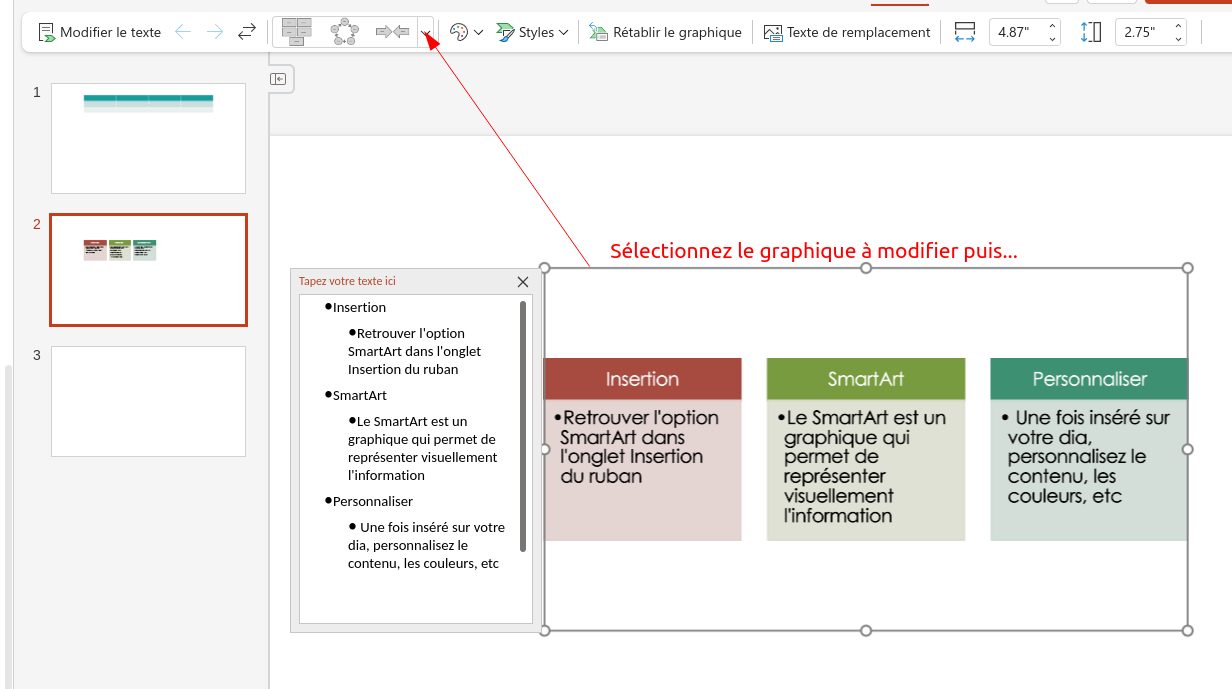 Modifier le texte
Styles
Rétablir le graphique
Texte de remplacement
4.87"
2.75"
1
2
3
Sélectionnez le graphique à modifier puis...
Tapez votre texte ici
•Insertion
•Retrouver l'option
SmartArt dans l'onglet
Insertion du ruban
•SmartArt
•Le SmartArt est un
graphique qui permet de
représenter visuellement
l'information
•Personnaliser
• Une fois inséré sur votre
dia, personnalisez le
contenu, les couleurs, etc
Insertion
•Retrouver l'option
SmartArt dans
l'onglet Insertion
du ruban
SmartArt
•Le SmartArt est un
graphique qui
permet de
représenter
visuellement
l'information
Personnaliser
• Une fois inséré sur
votre dia,
personnalisez le
contenu, les
couleurs, etc